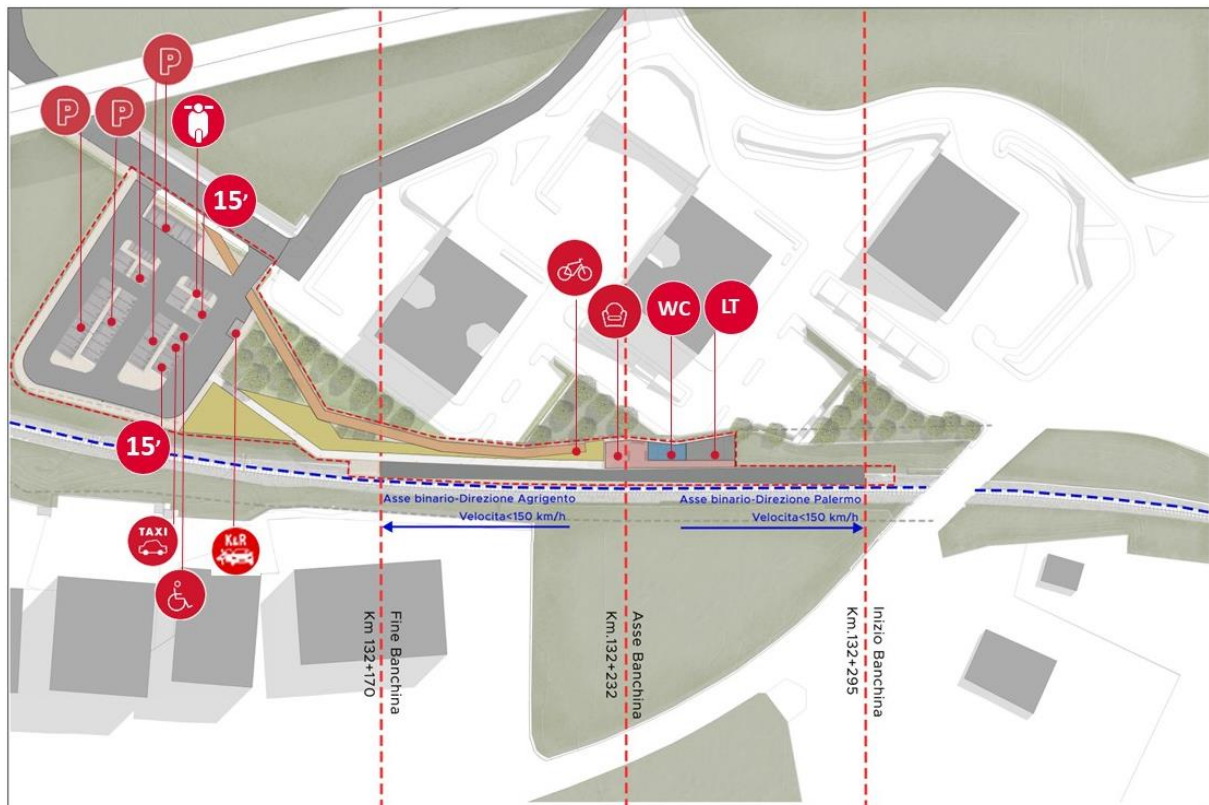 P
P
P
15’
WC
LT
15’
TAXI
K&R
Asse binario-Direzione Agrigento
Velocita<150 km/h
Asse binario-Direzione Palermo
Velocita<150 km/h
Fine Banchina
Km 132+170
Asse Banchina
Km.132+232
Inizio Banchina
Km.132+295